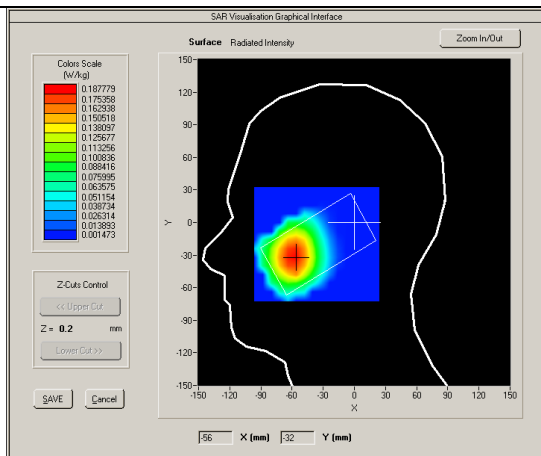 SAR Visualisation Graphical Interface
Surface Radiated Intensity
Zoom In/Out
Colors Scale
(W/kg)
0.187779
0.175358
0.162938
0.150518
0.138097
0.125677
0.113256
0.100836
0.088416
0.075995
0.063575
0.051154
0.038734
0.026314
0.013893
0.001473
Z-Cuts Control
<< Upper Cut
Z = 0.2 mm
Lower Cut >>
SAVE Cancel
150-
120-
90-
60-
30-
0-
-30-
-60-
-90-
-120-
-150-
Y
-150 -120 -90 -60 -30 0 30 60 90 120 150
X
-56 X (mm) -32 Y (mm)